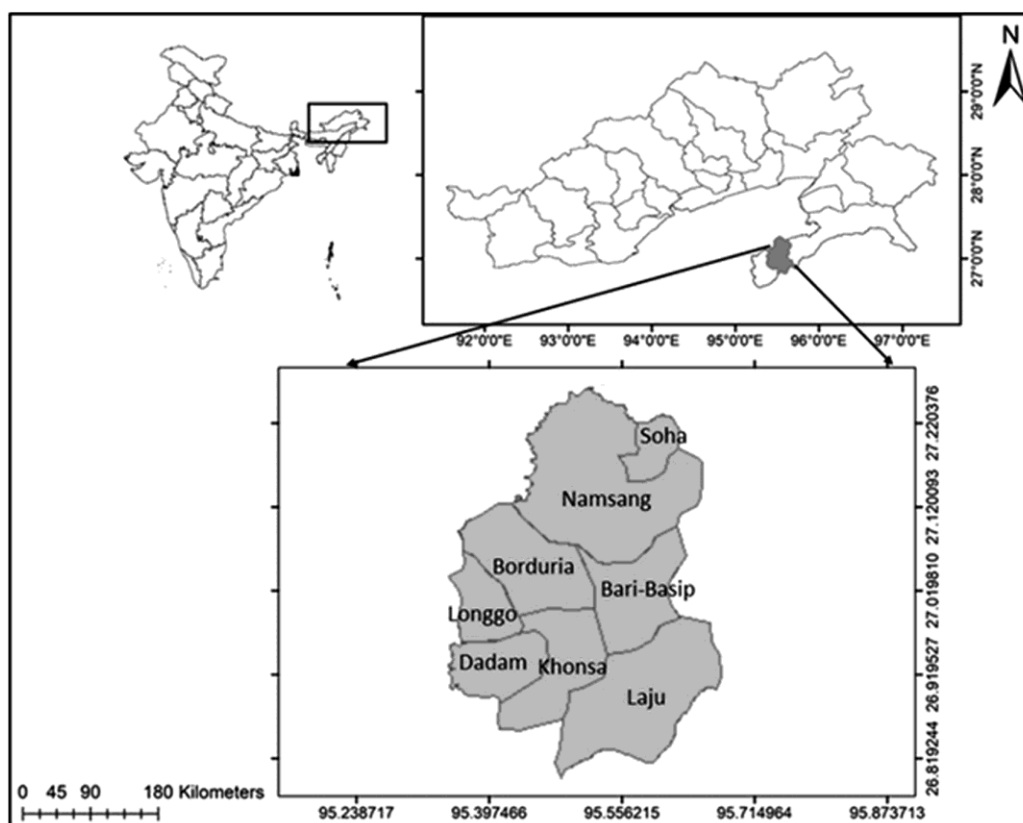 N
29°0'0"N
28°0'0"N
27°0'0"N
92°0'0"E 93°0'0"E 94°0'0"E 95°0'0"E 96°0'0"E 97°0'0"E
Soha
Namsang
Borduria
Bari-Basip
Longgo
Dadam
Khonsa
Laju
27.220376
27.120093
27.019810
26.919527
26.819244
0 45 90 180 Kilometers
95.238717 95.397466 95.556215 95.714964 95.873713